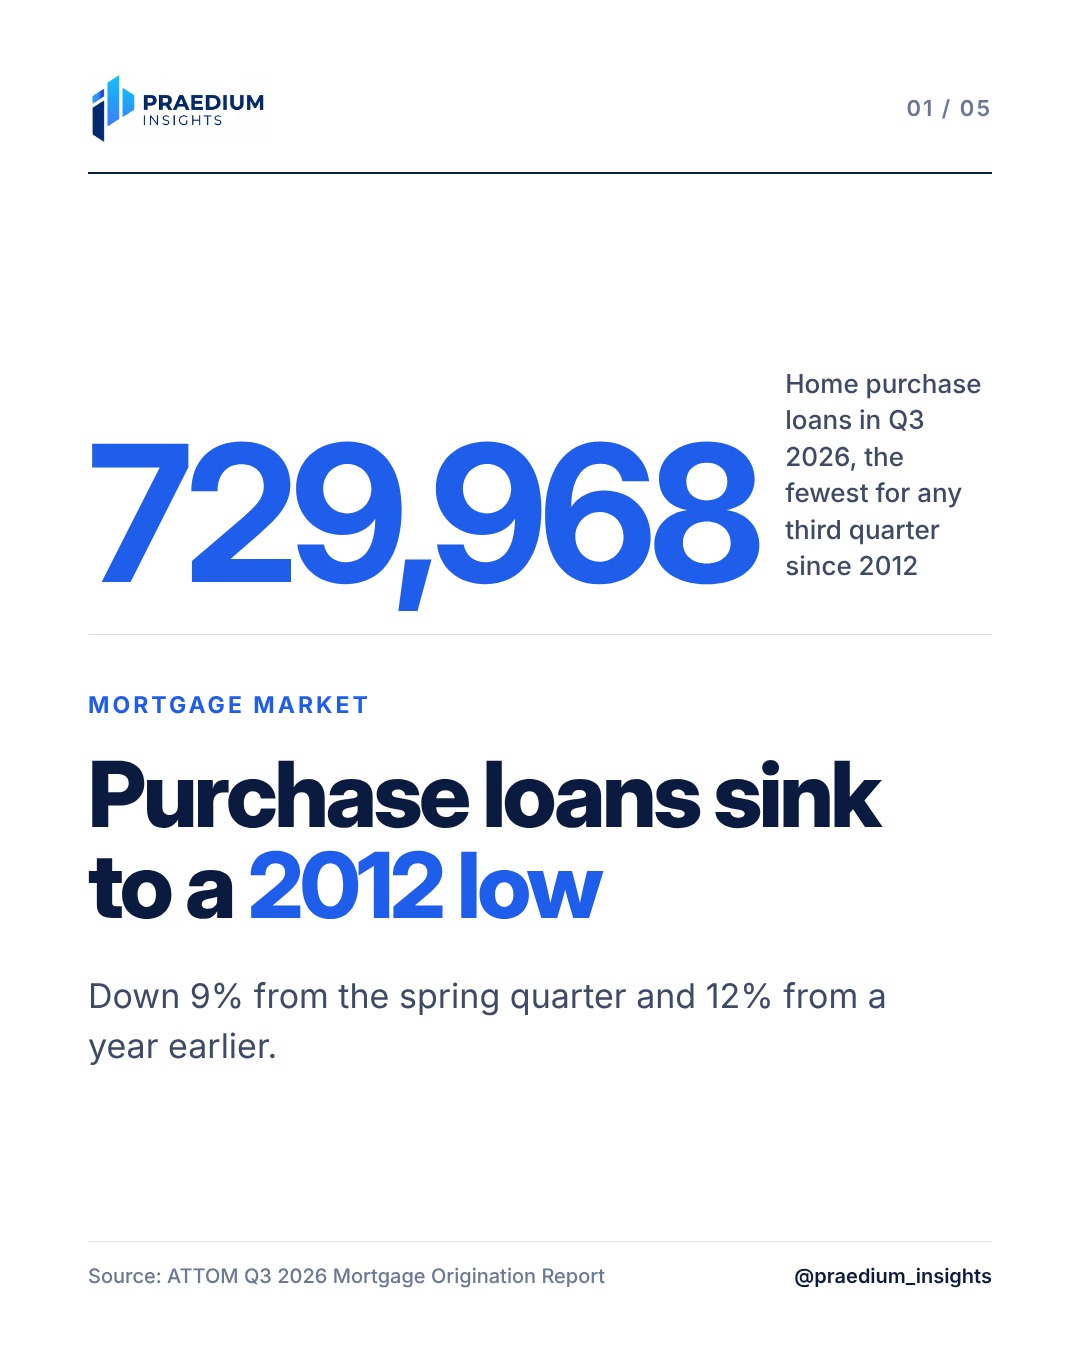 PRAEDIUM
INSIGHTS
01 / 05
729,968
Home purchase
loans in Q3
2026, the
fewest for any
third quarter
since 2012
MORTGAGE MARKET
Purchase loans sink
to a 2012 low
Down 9% from the spring quarter and 12% from a
year earlier.
Source: ATTOM Q3 2026 Mortgage Origination Report
@praedium_insights